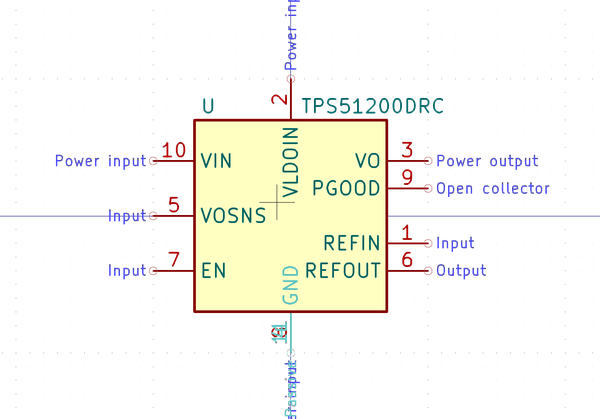 Power in
U
TPS51200DRC
2
VLDOIN
Power input
10
VIN
VO
3
Power output
PGOOD
9
Open collector
Input
5
VOSNS
REFIN
1
Input
Input
7
EN
REFOUT
6
Output
GND